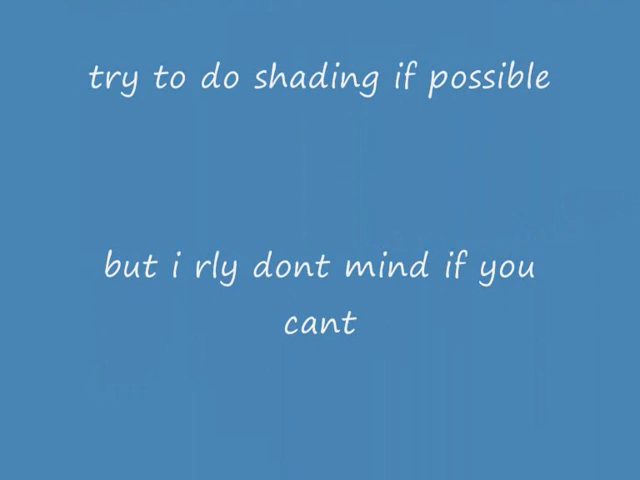 try to do shading if possible
but i rly dont mind if you
cant